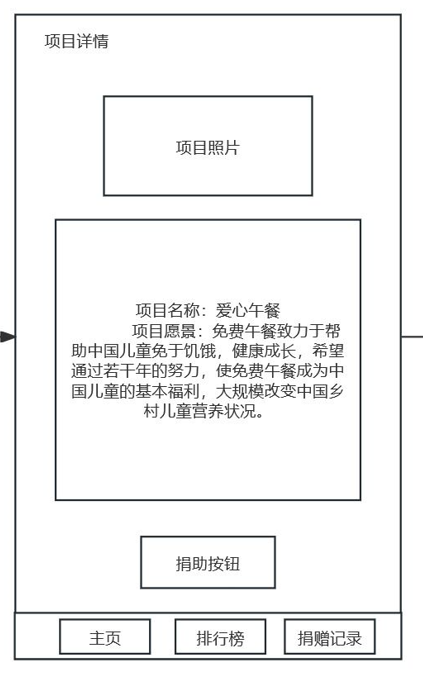 项目详情
项目照片
项目名称：爱心午餐
项目愿景：免费午餐致力于帮
助中国儿童免于饥饿，健康成长，希望
通过若干年的努力，使免费午餐成为中
国儿童的基本福利，大规模改变中国乡
村儿童营养状况。
捐助按钮
主页
排行榜
捐赠记录